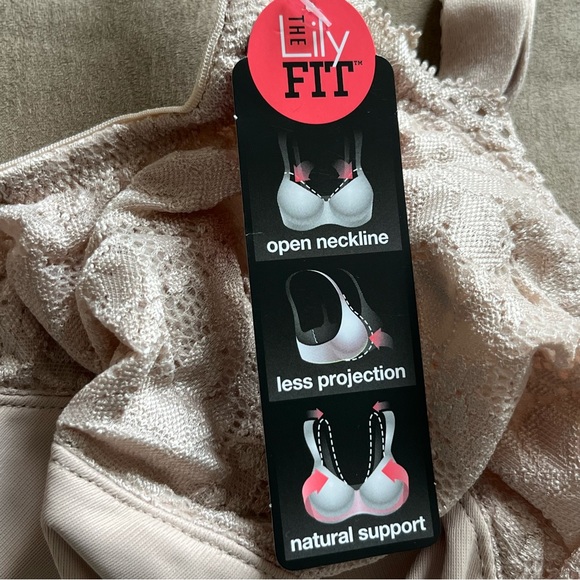 THE Lily
FIT™
open neckline
less projection
natural support